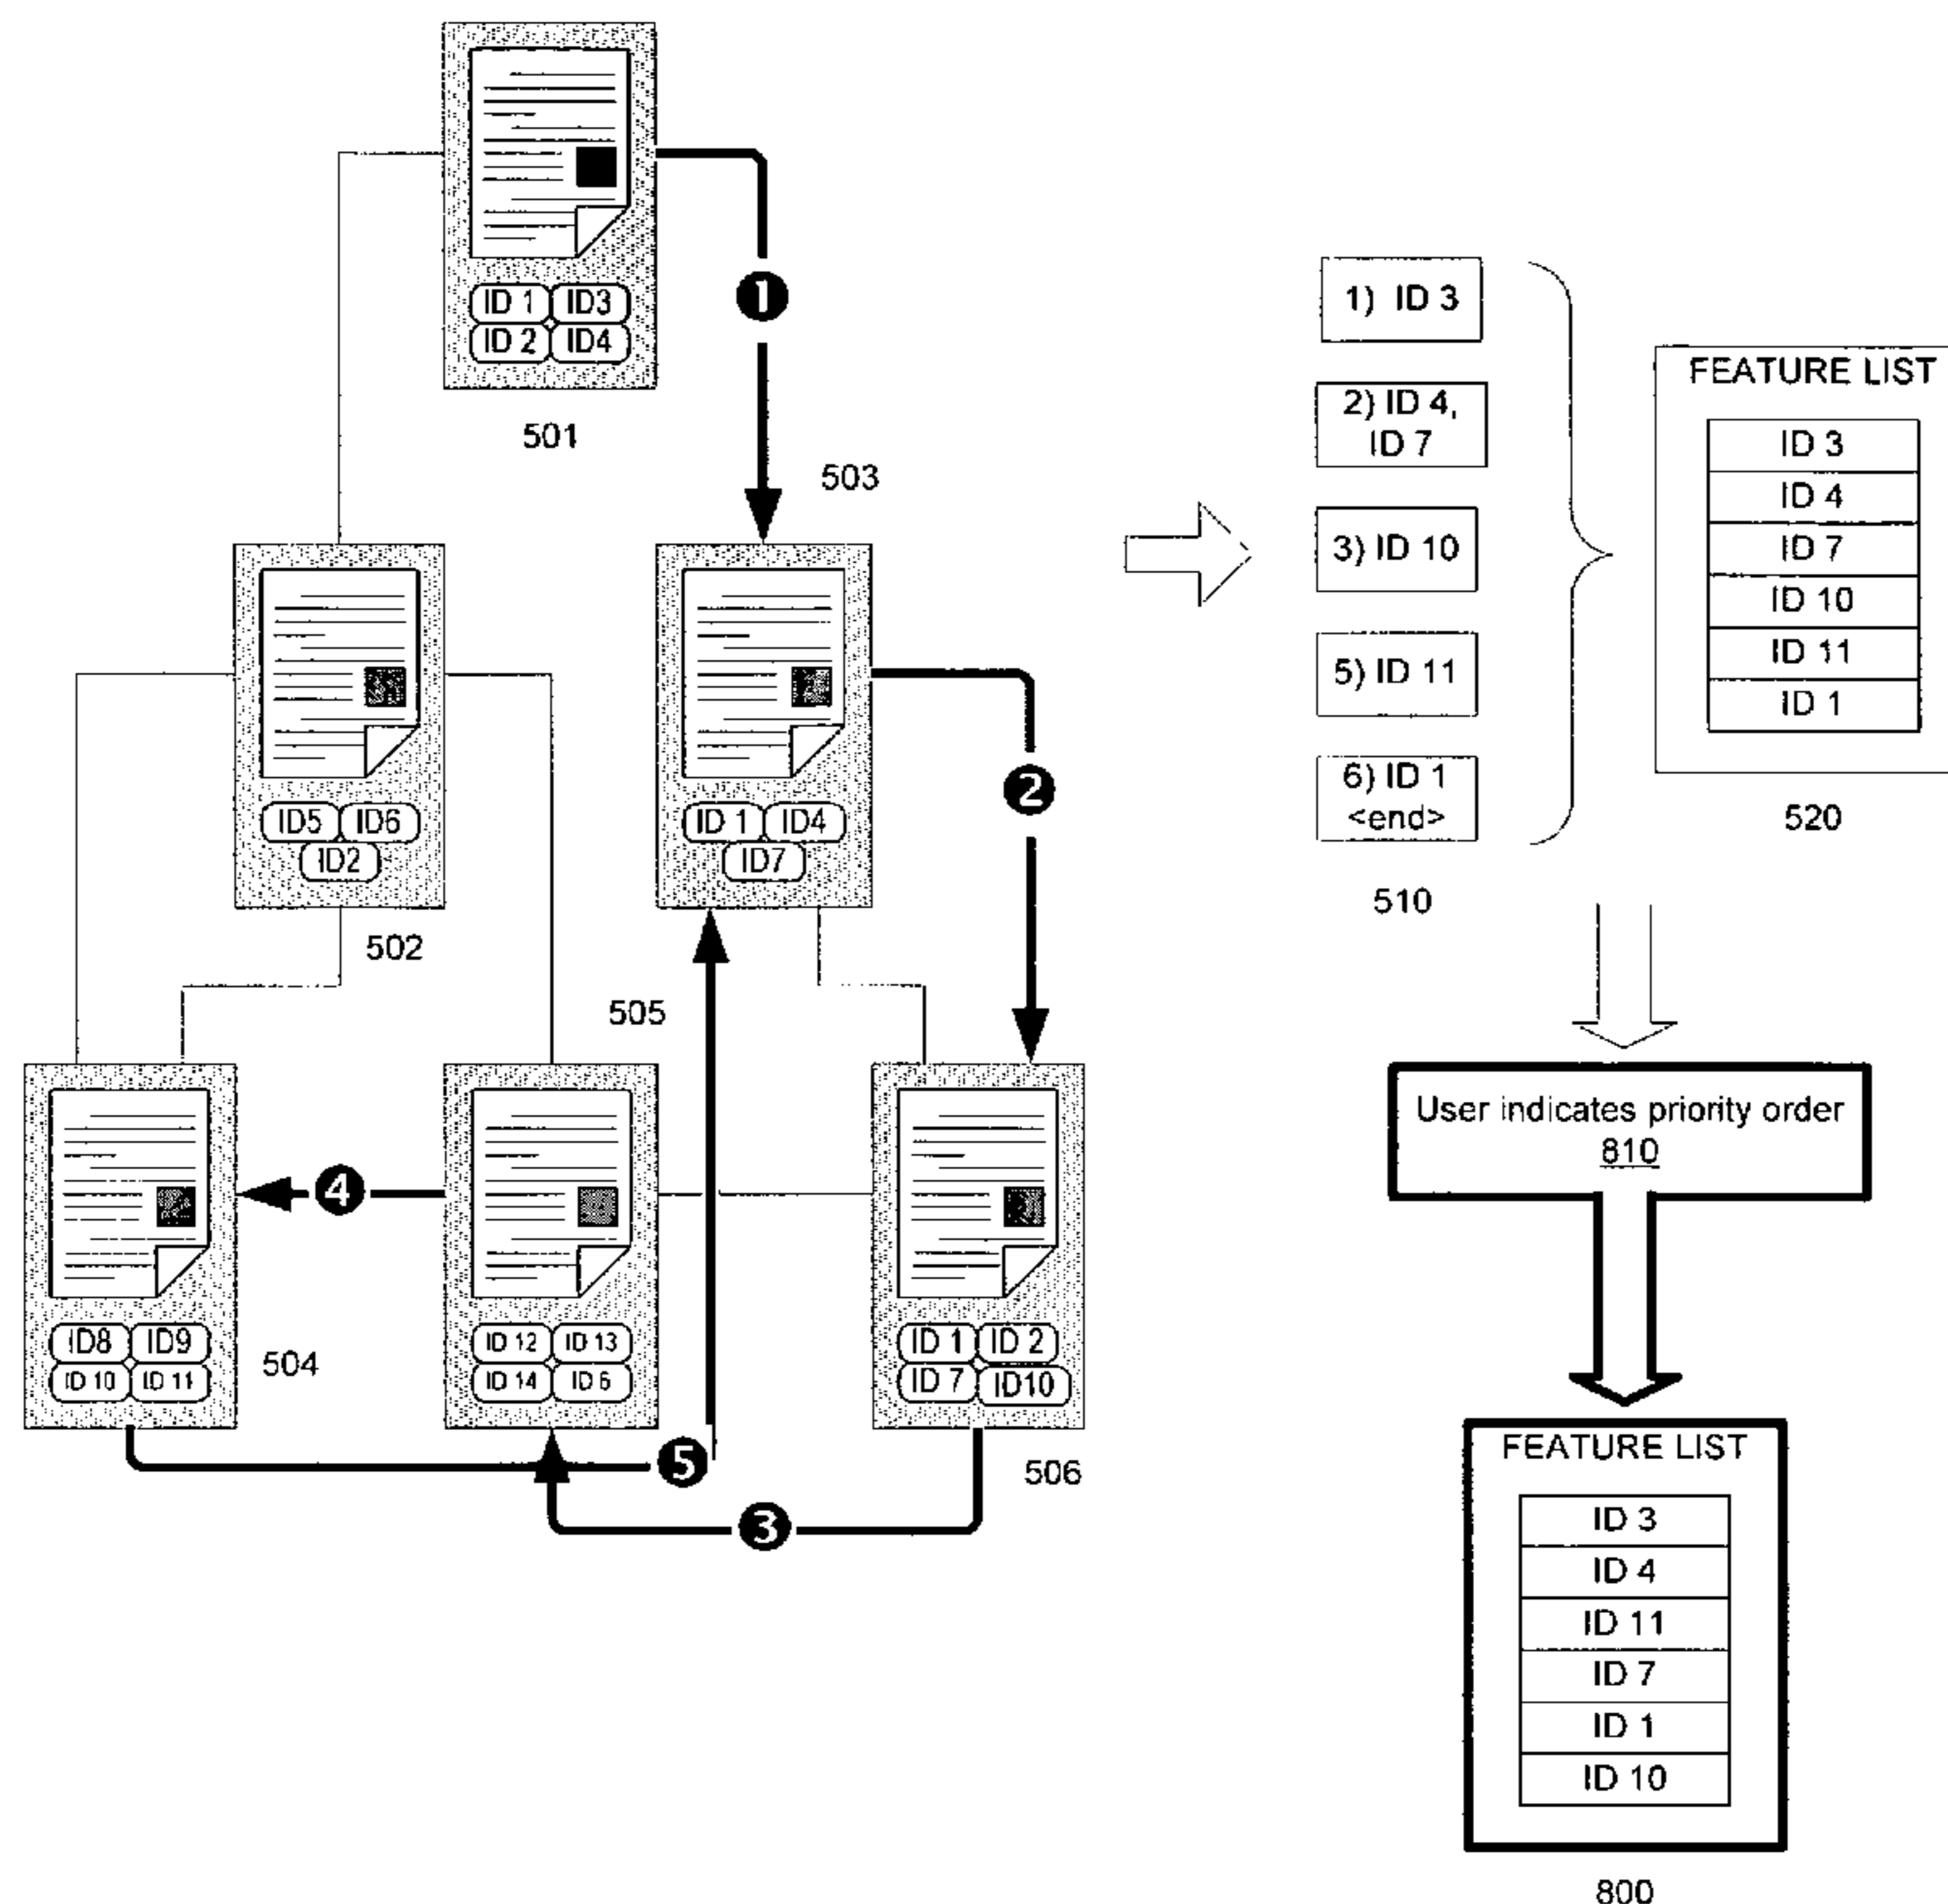 ID 1 ID3
ID 2 ID4
501
1
503
ID5 ID6
ID2
502
ID 1 ID4
ID7
2
505
4
ID8 ID9
ID 10 ID 11
504
ID 12 ID 13
ID 14 ID 6
ID 1 ID 2
ID 7 ID10
506
5
3
1) ID 3
2) ID 4,
ID 7
3) ID 10
5) ID 11
6) ID 1
<end>
510
FEATURE LIST
ID 3
ID 4
ID 7
ID 10
ID 11
ID 1
520
User indicates priority order
810
FEATURE LIST
ID 3
ID 4
ID 11
ID 7
ID 1
ID 10
800